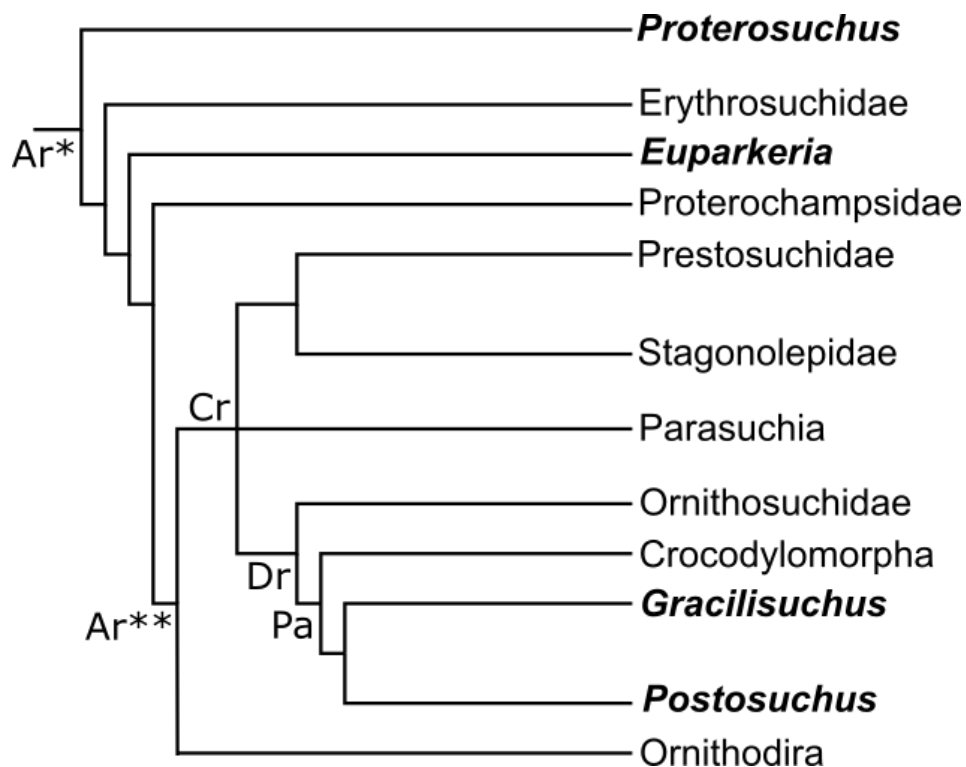 Proterosuchus
Erythrosuchidae
Ar*
Euparkeria
Proterochampsidae
Prestosuchidae
Stagonolepidae
Cr
Parasuchia
Ornithosuchidae
Crocodylomorpha
Dr
Gracilisuchus
Ar**
Pa
Postosuchus
Ornithodira